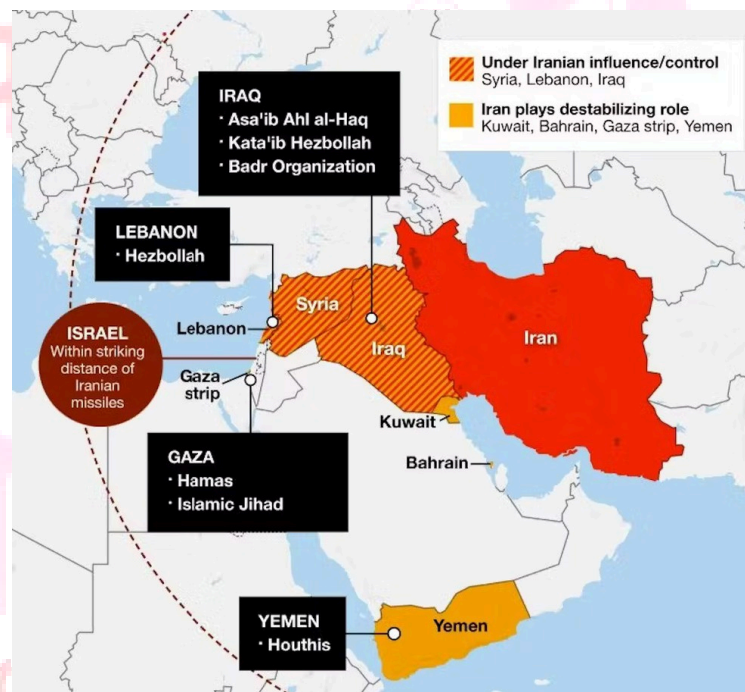 Under Iranian influence/control
Syria, Lebanon, Iraq
Iran plays destabilizing role
Kuwait, Bahrain, Gaza strip, Yemen
IRAQ
· Asa'ib Ahl al-Haq
· Kata'ib Hezbollah
· Badr Organization
LEBANON
· Hezbollah
ISRAEL
Within striking
distance of
Iranian
missiles
Lebanon
Syria
Iraq
Iran
Gaza
strip
Kuwait
Bahrain
GAZA
· Hamas
· Islamic Jihad
YEMEN
· Houthis
Yemen